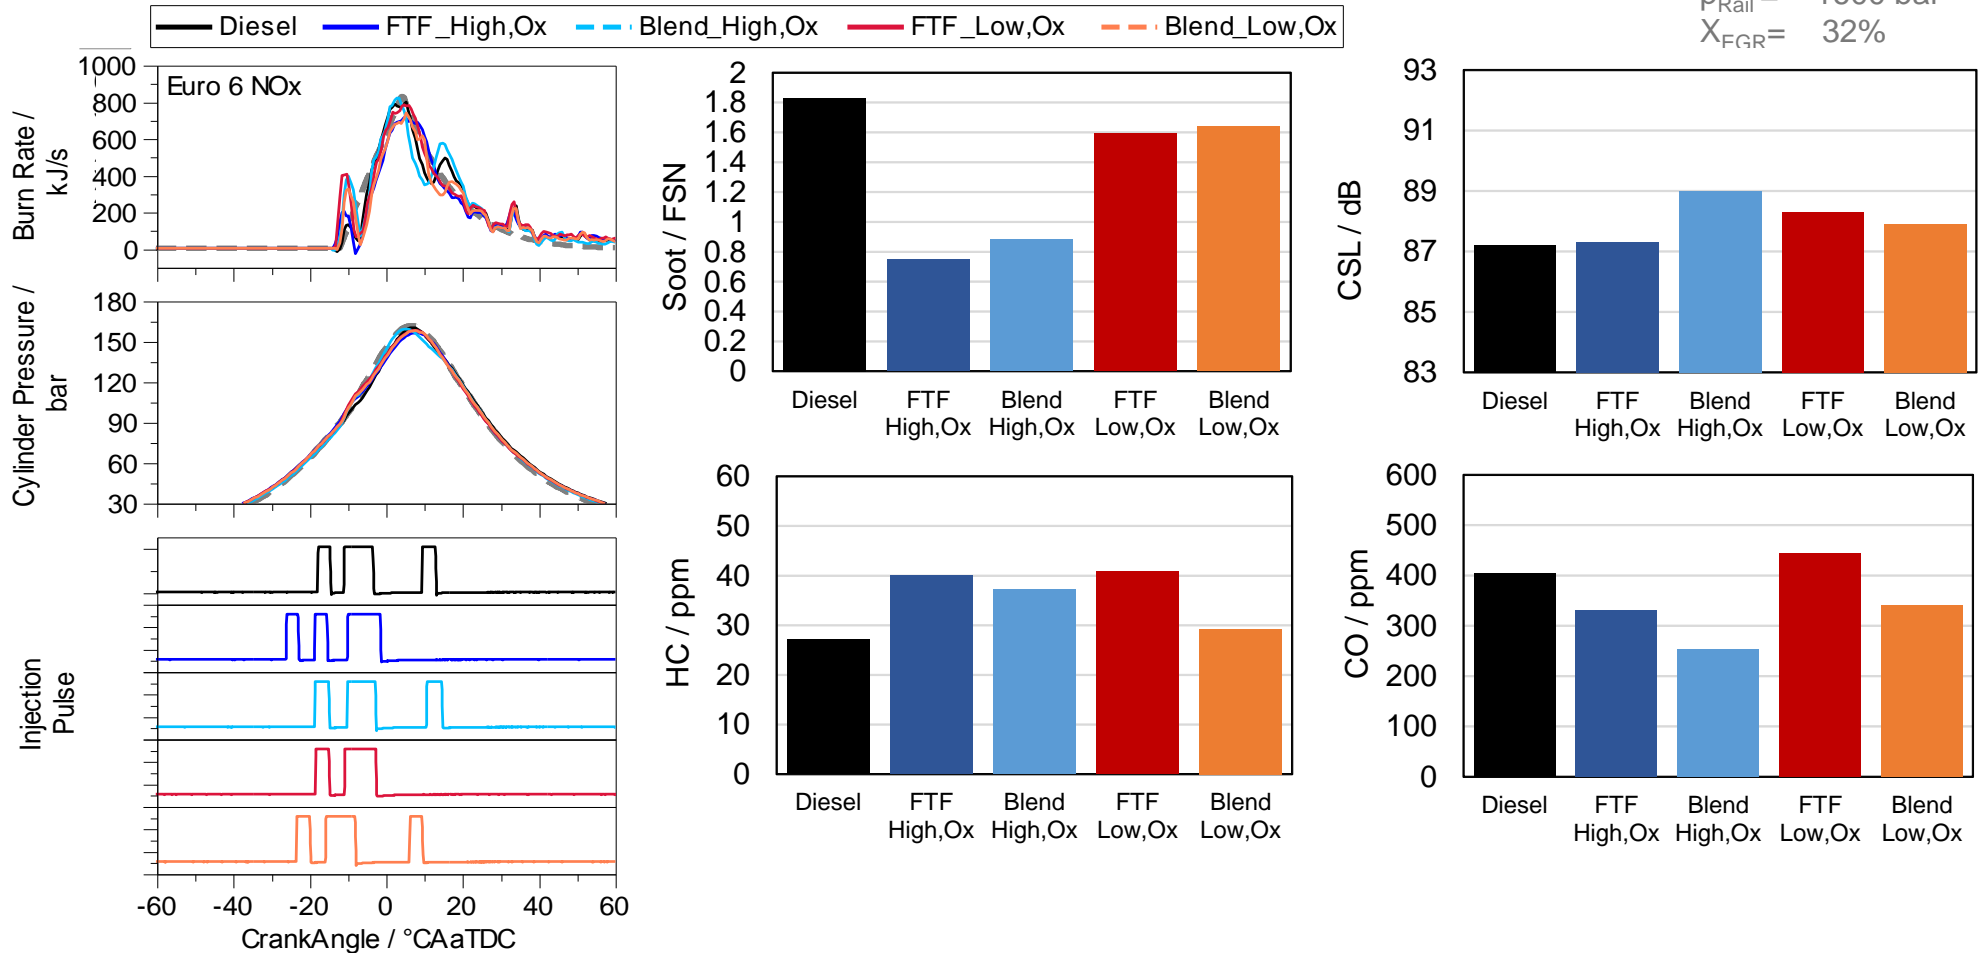 Diesel FTF_High,Ox Blend_High,Ox FTF_Low,Ox Blend_Low,Ox
X_EGR= 32%
Euro 6 NOx
Burn Rate /
kJ/s
1000
800
600
400
200
0
Cylinder Pressure /
bar
180
150
120
90
60
30
Injection
Pulse
-60 -40 -20 0 20 40 60
CrankAngle / °CAaTDC
Soot / FSN
2
1.8
1.6
1.4
1.2
1
0.8
0.6
0.4
0.2
0
Diesel FTF Blend FTF Blend
High,Ox High,Ox Low,Ox Low,Ox
CSL / dB
93
91
89
87
85
83
Diesel FTF Blend FTF Blend
High,Ox High,Ox Low,Ox Low,Ox
HC / ppm
60
50
40
30
20
10
0
Diesel FTF Blend FTF Blend
High,Ox High,Ox Low,Ox Low,Ox
CO / ppm
600
500
400
300
200
100
0
Diesel FTF Blend FTF Blend
High,Ox High,Ox Low,Ox Low,Ox